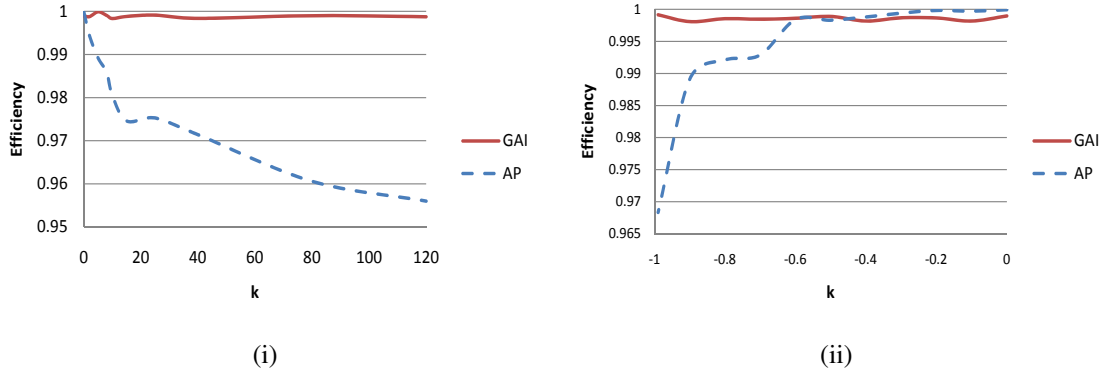 1
0.99
0.98
0.97
0.96
0.95
Efficiency
0 20 40 60 80 100 120
k
GAI
AP
(i)
1
0.995
0.99
0.985
0.98
0.975
0.97
0.965
Efficiency
-1 -0.8 -0.6 -0.4 -0.2 0
k
GAI
AP
(ii)